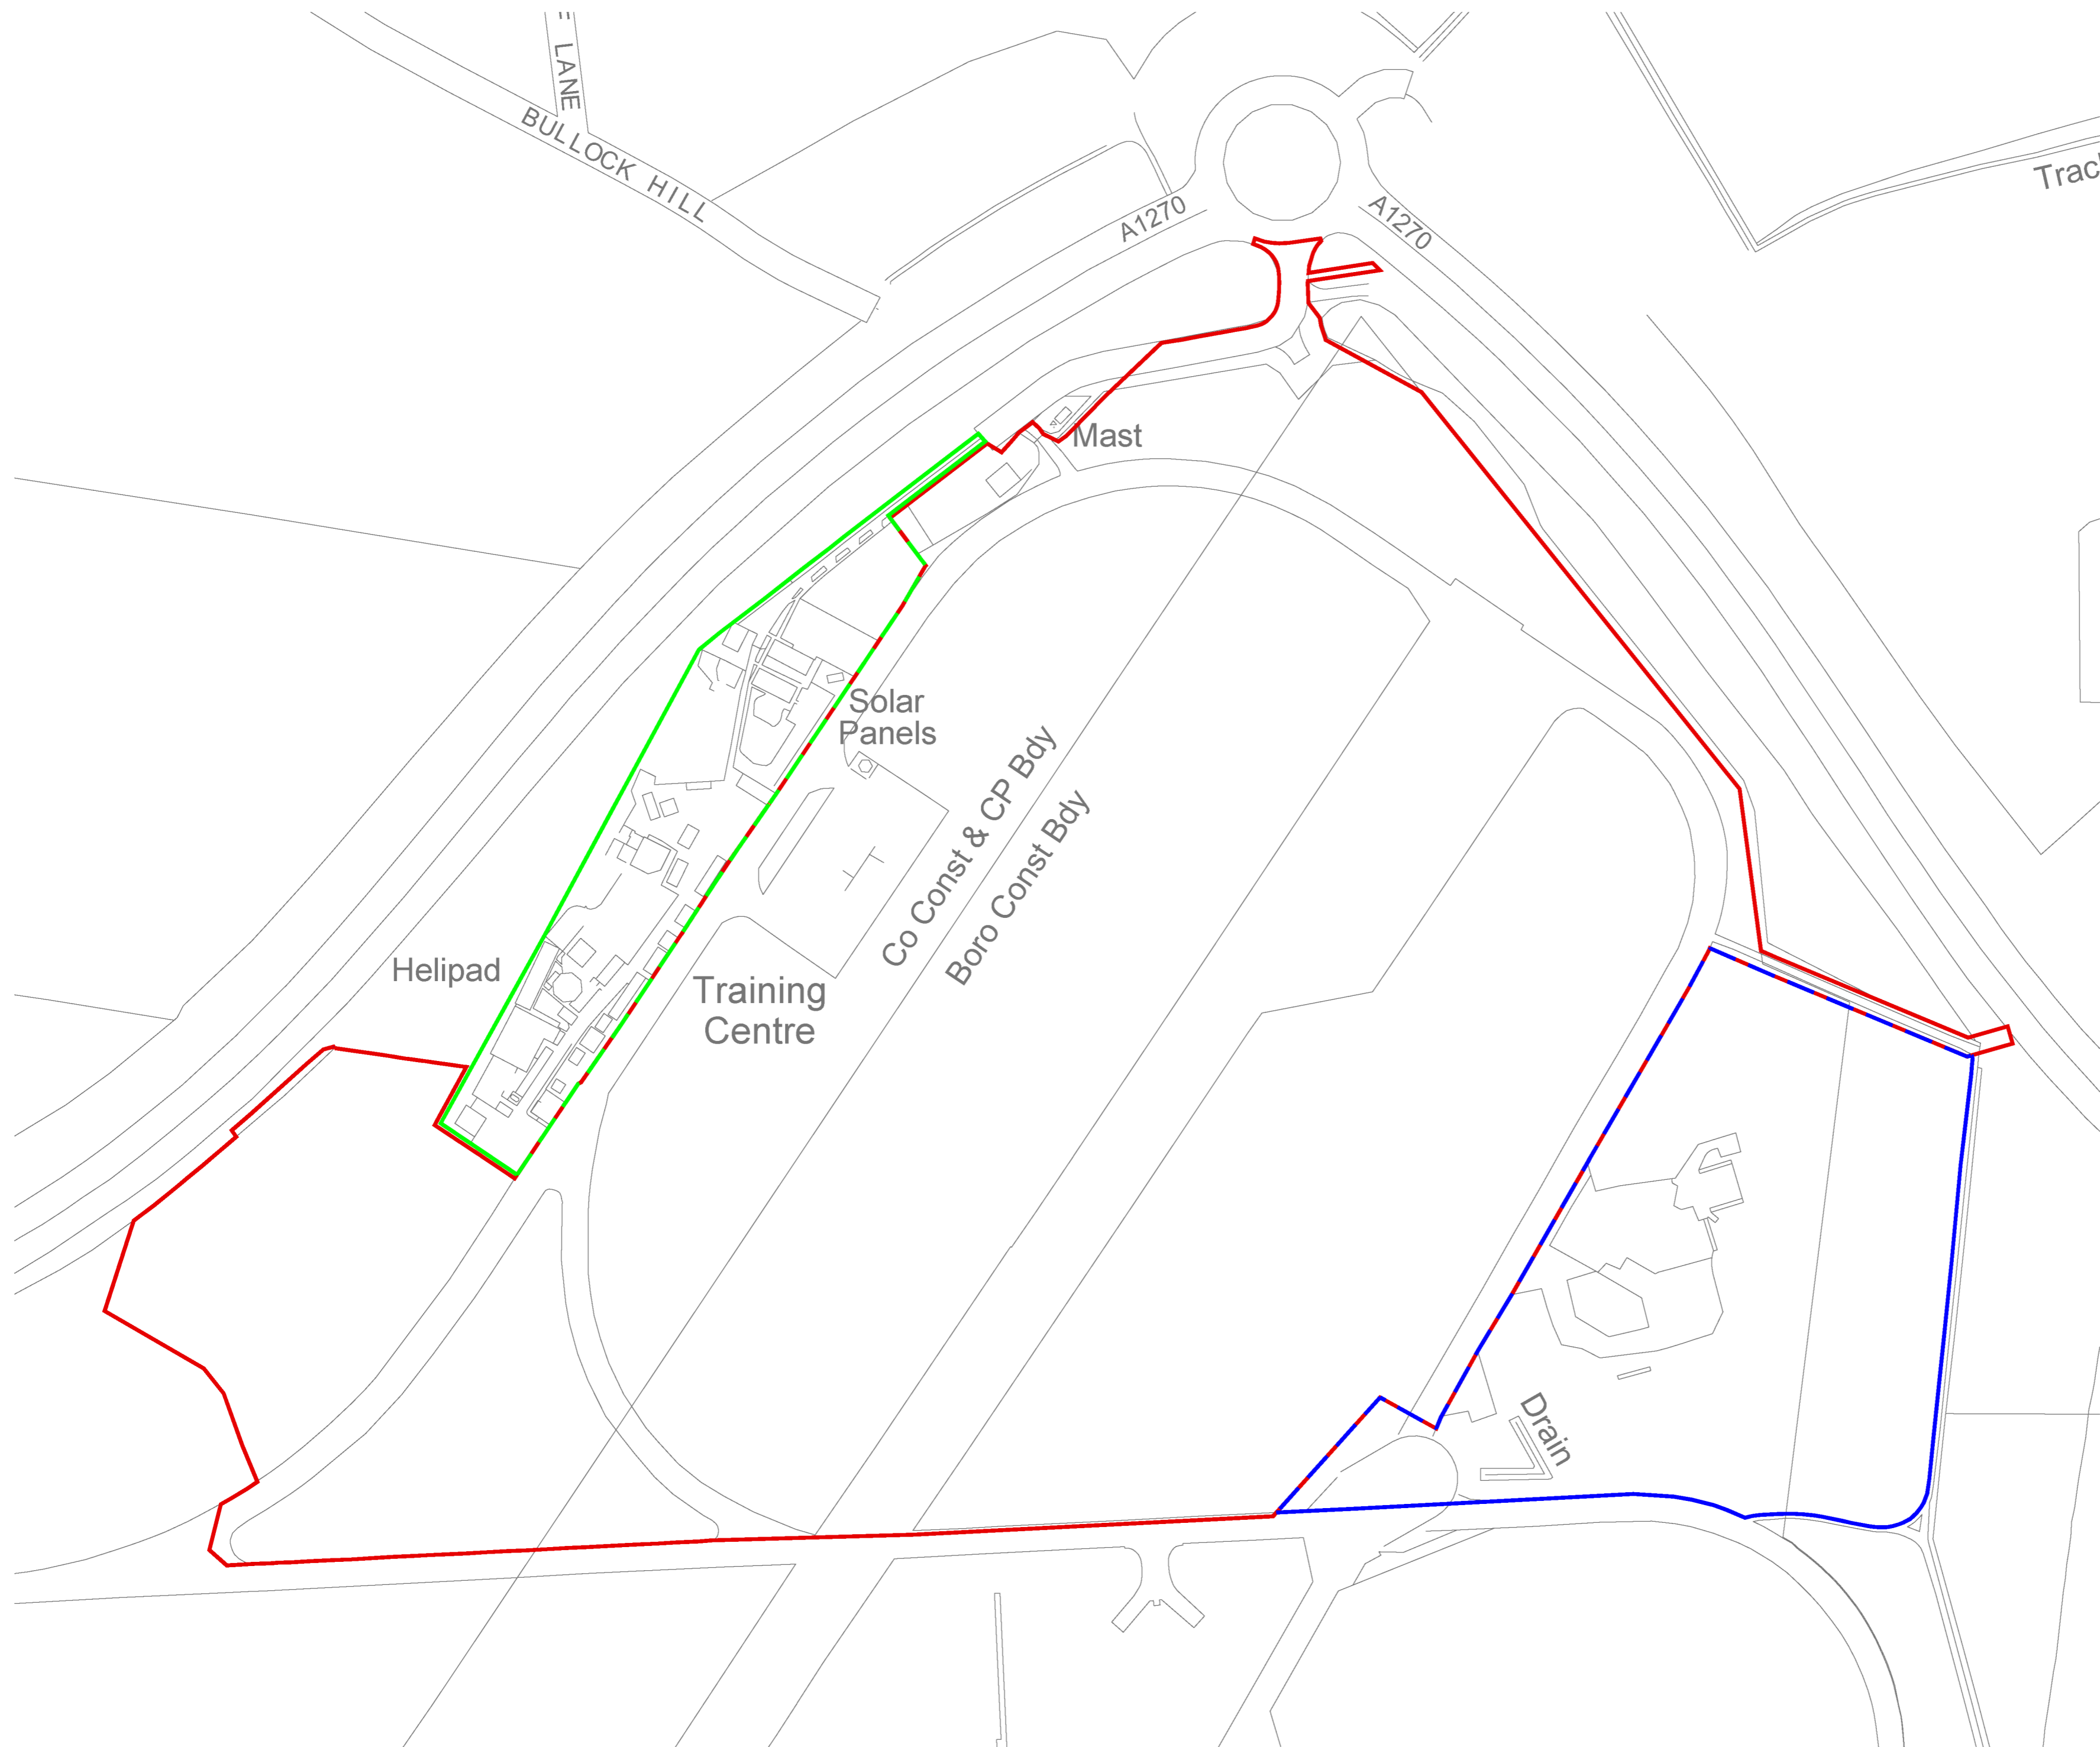 LANE
BULLOCK HILL
A1270
A1270
Mast
Solar
Panels
Co Const & CP Bdy
Boro Const Bdy
Helipad
Training
Centre
Drain